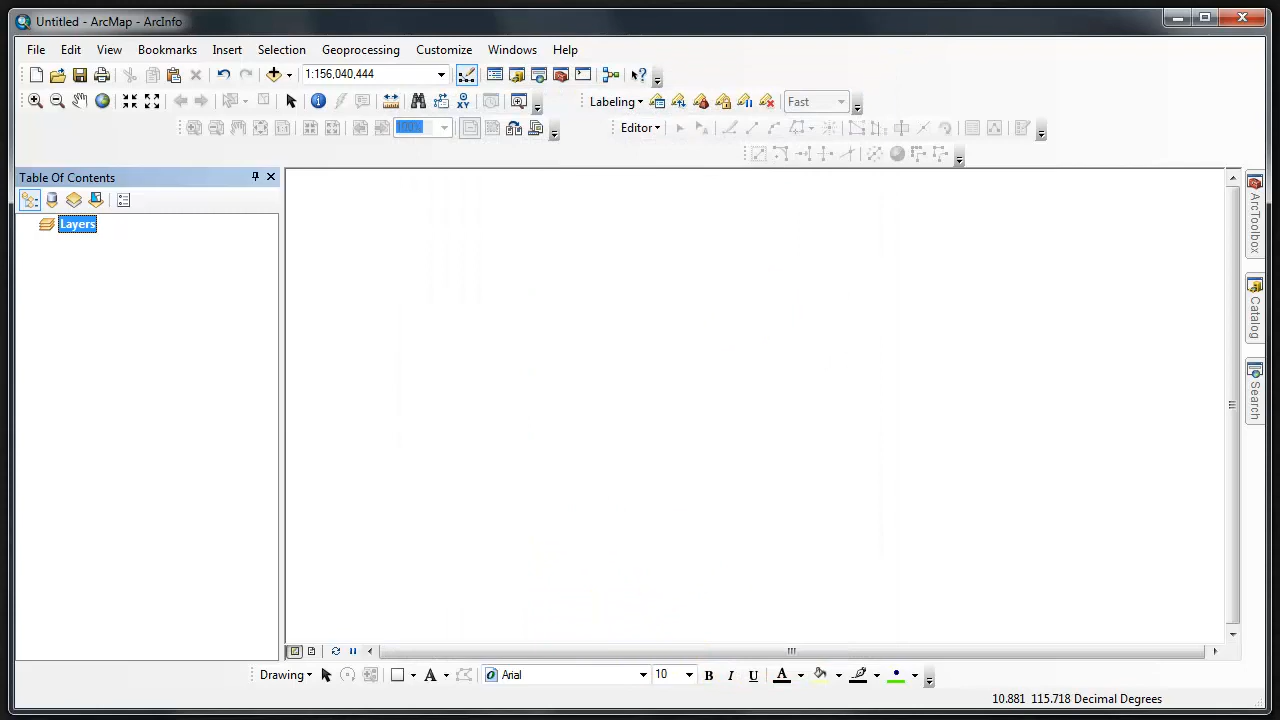 Untitled - ArcMap - ArcInfo
File Edit View Bookmarks Insert Selection Geoprocessing Customize Windows Help
1:156,040,444
Labeling Fast
100% Editor
Table Of Contents
Layers
ArcToolbox
Catalog
Search
Drawing A Arial 10 B I U A
10.881 115.718 Decimal Degrees